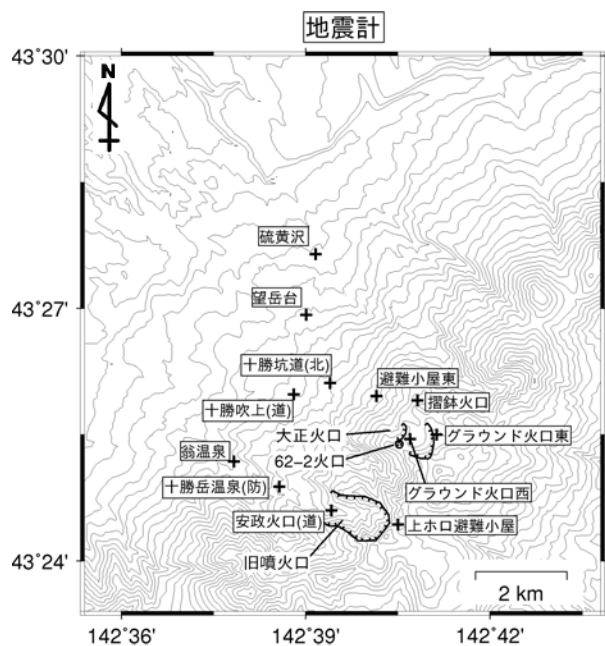 地震計
43°30'
N
硫黄沢
43°27'
望岳台
十勝坑道(北)
避難小屋東
十勝吹上(道)
摺鉢火口
大正火口
グラウンド火口東
翁温泉
62-2火口
十勝岳温泉(防)
グラウンド火口西
安政火口(道)
上ホロ避難小屋
旧噴火口
43°24'
2 km
142°36'
142°39'
142°42'